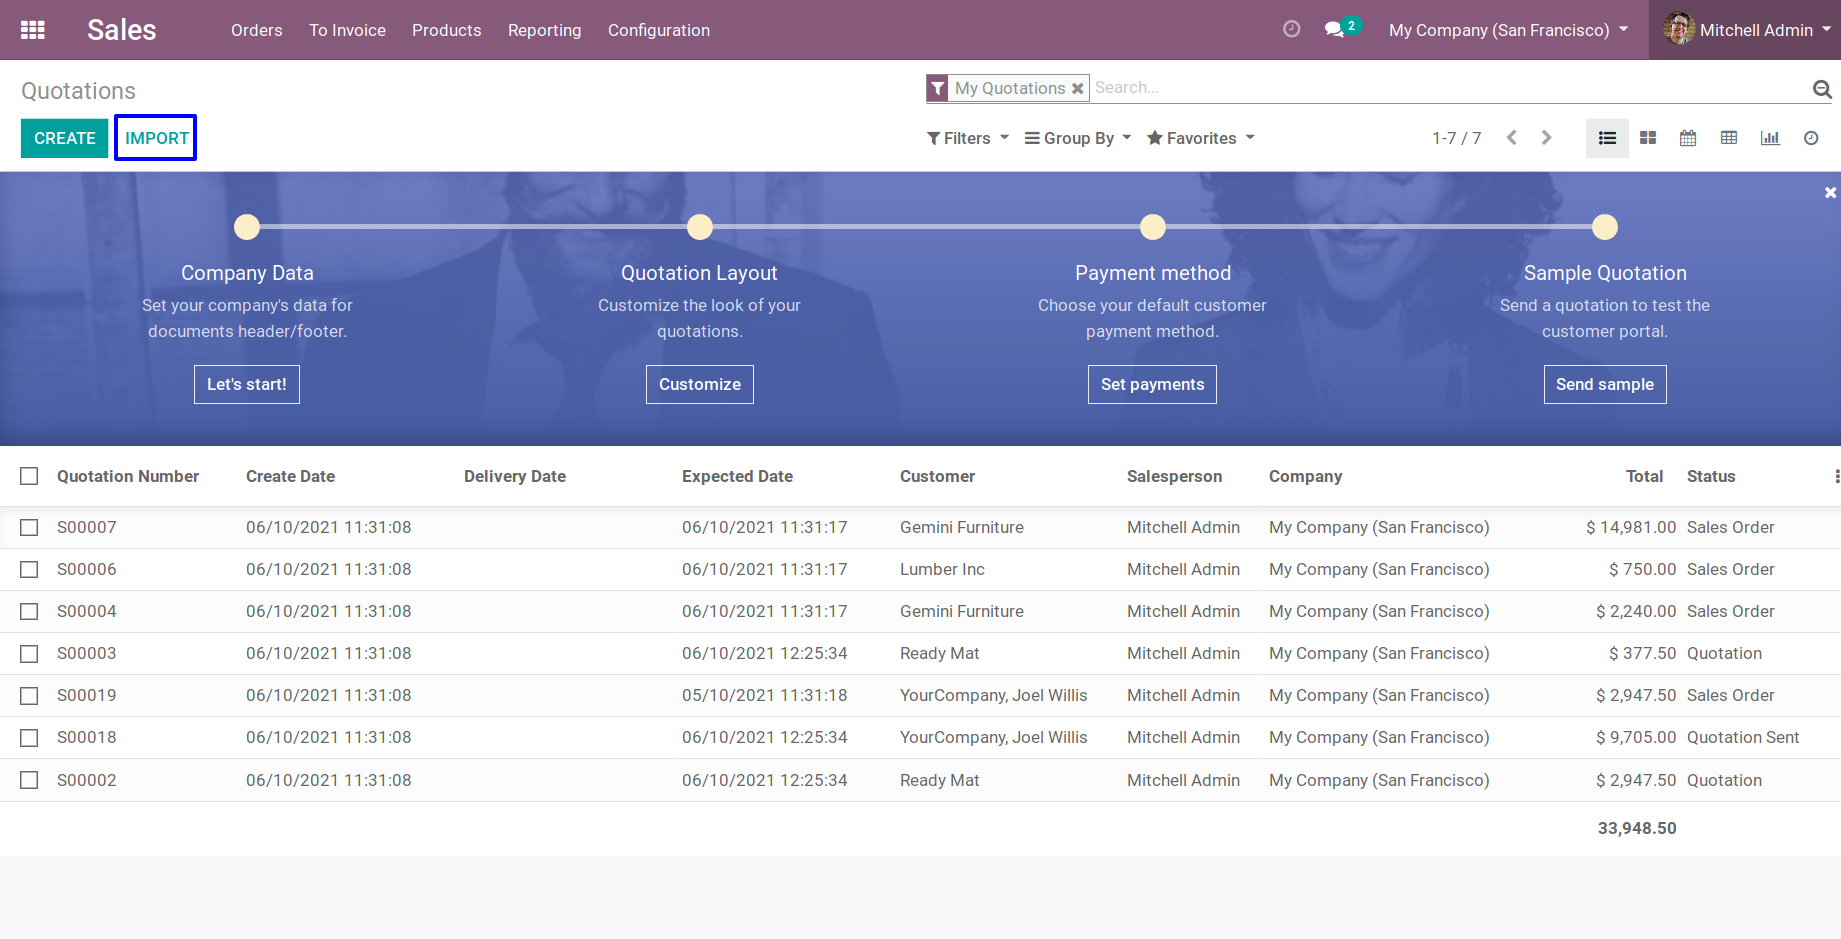 Sales Orders To Invoice Products Reporting Configuration 2 My Company (San Francisco) Mitchell Admin
Quotations My Quotations Search...
CREATE IMPORT Filters Group By Favorites 1-7 / 7
Company Data Quotation Layout Payment method Sample Quotation
Set your company's data for Customize the look of your Choose your default customer Send a quotation to test the
documents header/footer. quotations. payment method. customer portal.
Let's start! Customize Set payments Send sample
Quotation Number Create Date Delivery Date Expected Date Customer Salesperson Company Total Status
S00007 06/10/2021 11:31:08 06/10/2021 11:31:17 Gemini Furniture Mitchell Admin My Company (San Francisco) $ 14,981.00 Sales Order
S00006 06/10/2021 11:31:08 06/10/2021 11:31:17 Lumber Inc Mitchell Admin My Company (San Francisco) $ 750.00 Sales Order
S00004 06/10/2021 11:31:08 06/10/2021 11:31:17 Gemini Furniture Mitchell Admin My Company (San Francisco) $ 2,240.00 Sales Order
S00003 06/10/2021 11:31:08 06/10/2021 12:25:34 Ready Mat Mitchell Admin My Company (San Francisco) $ 377.50 Quotation
S00019 06/10/2021 11:31:08 05/10/2021 11:31:18 YourCompany, Joel Willis Mitchell Admin My Company (San Francisco) $ 2,947.50 Sales Order
S00018 06/10/2021 11:31:08 06/10/2021 12:25:34 YourCompany, Joel Willis Mitchell Admin My Company (San Francisco) $ 9,705.00 Quotation Sent
S00002 06/10/2021 11:31:08 06/10/2021 12:25:34 Ready Mat Mitchell Admin My Company (San Francisco) $ 2,947.50 Quotation
33,948.50